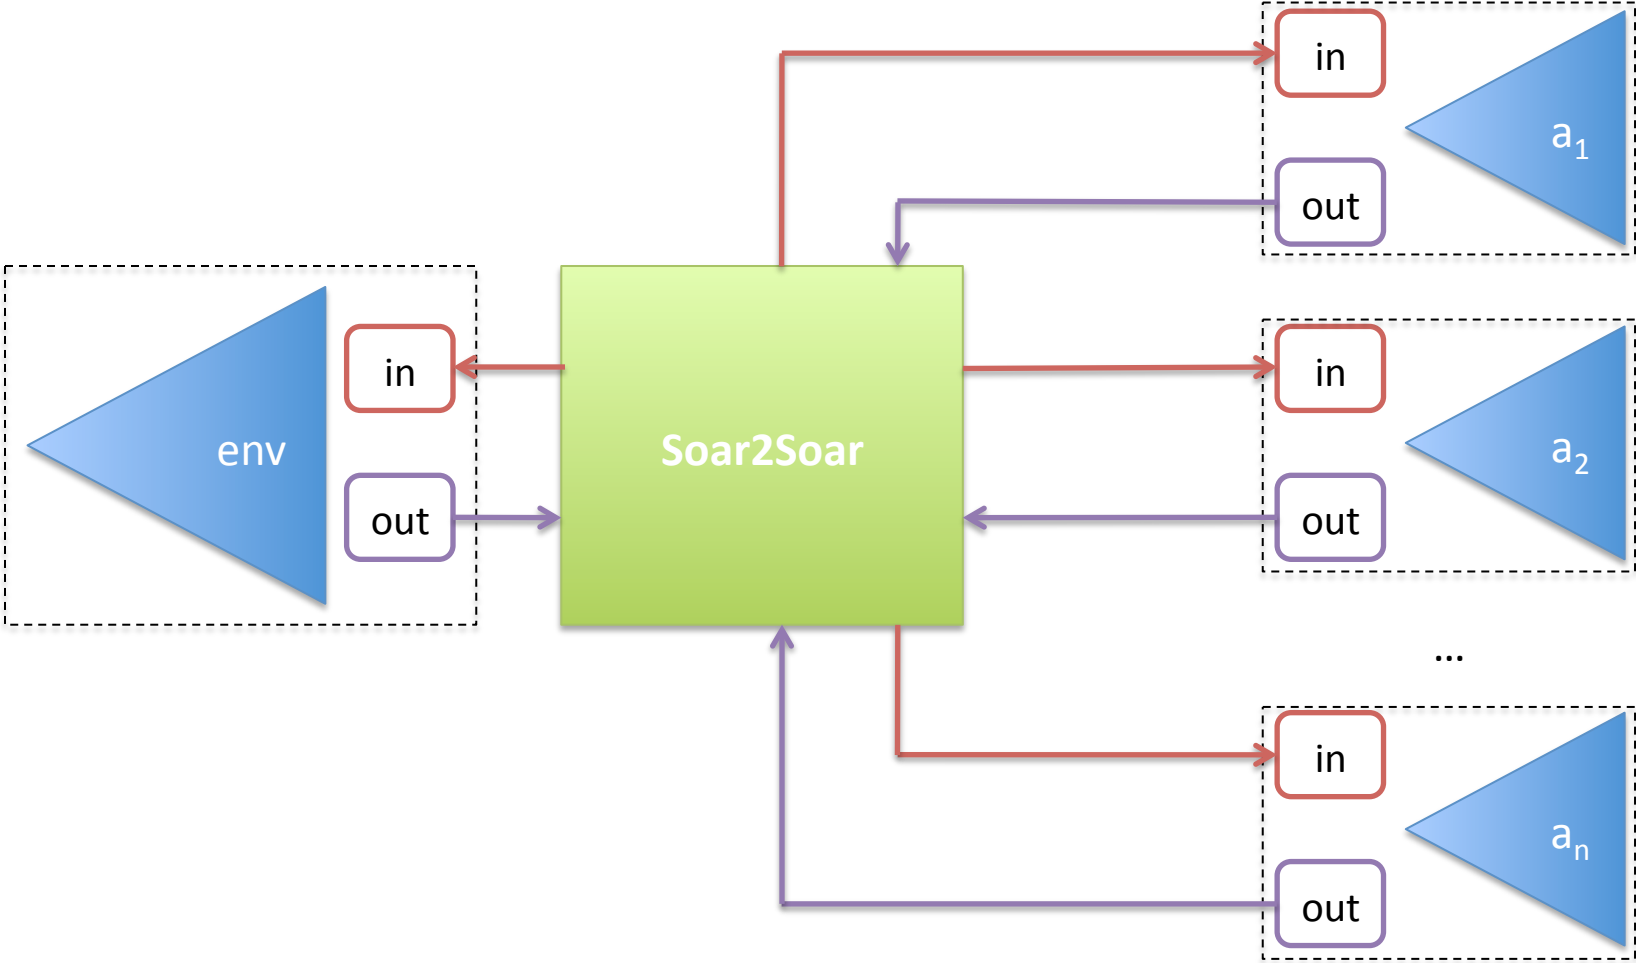 in
a1
out
in
env
out
Soar2Soar
in
a2
out
...
in
an
out